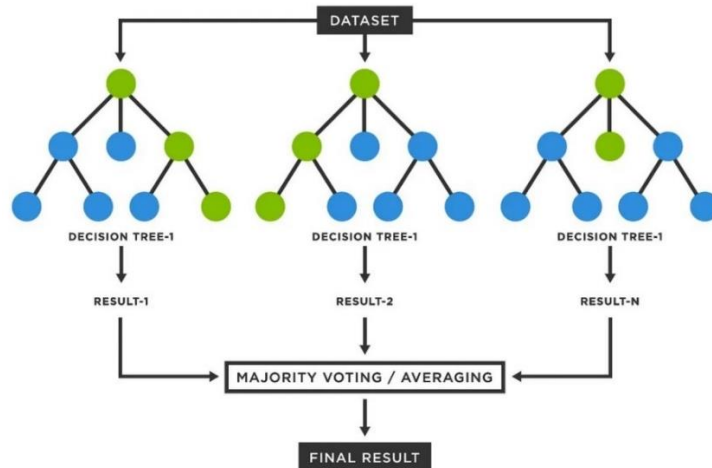 DATASET
DECISION TREE-1
DECISION TREE-1
DECISION TREE-1
RESULT-1
RESULT-2
RESULT-N
MAJORITY VOTING / AVERAGING
FINAL RESULT